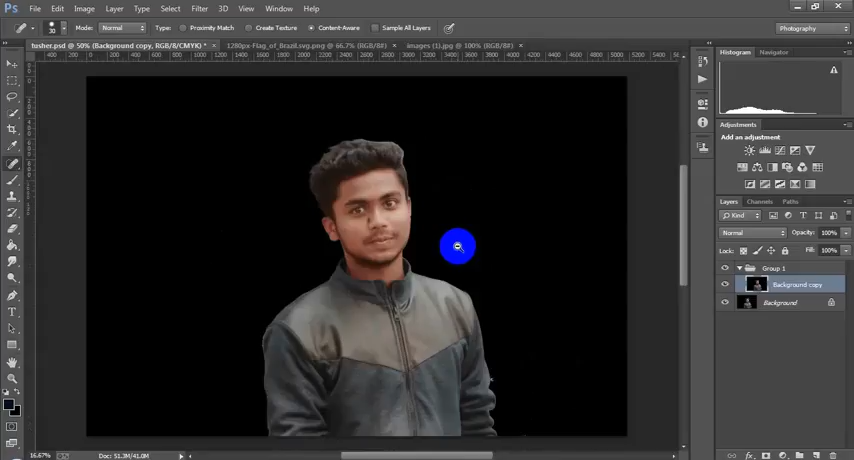 Ps File Edit Image Layer Type Select Filter 3D View Window Help
30 Mode: Normal Type: Proximity Match Create Texture Content-Aware Sample All Layers Photography
tusher.psd @ 50% (Background copy, RGB/8/CMYK) * × 1280px-Flag_of_Brazil.svg.png @ 66.7% (RGB/8#) × images (1).jpg @ 100% (RGB/8#) ×
Histogram Navigator
Adjustments
Add an adjustment
Layers Channels Paths
Kind
Normal Opacity: 100%
Lock: Fill: 100%
Group 1
Background copy
Background
16.67% Doc: 51.3M/41.0M